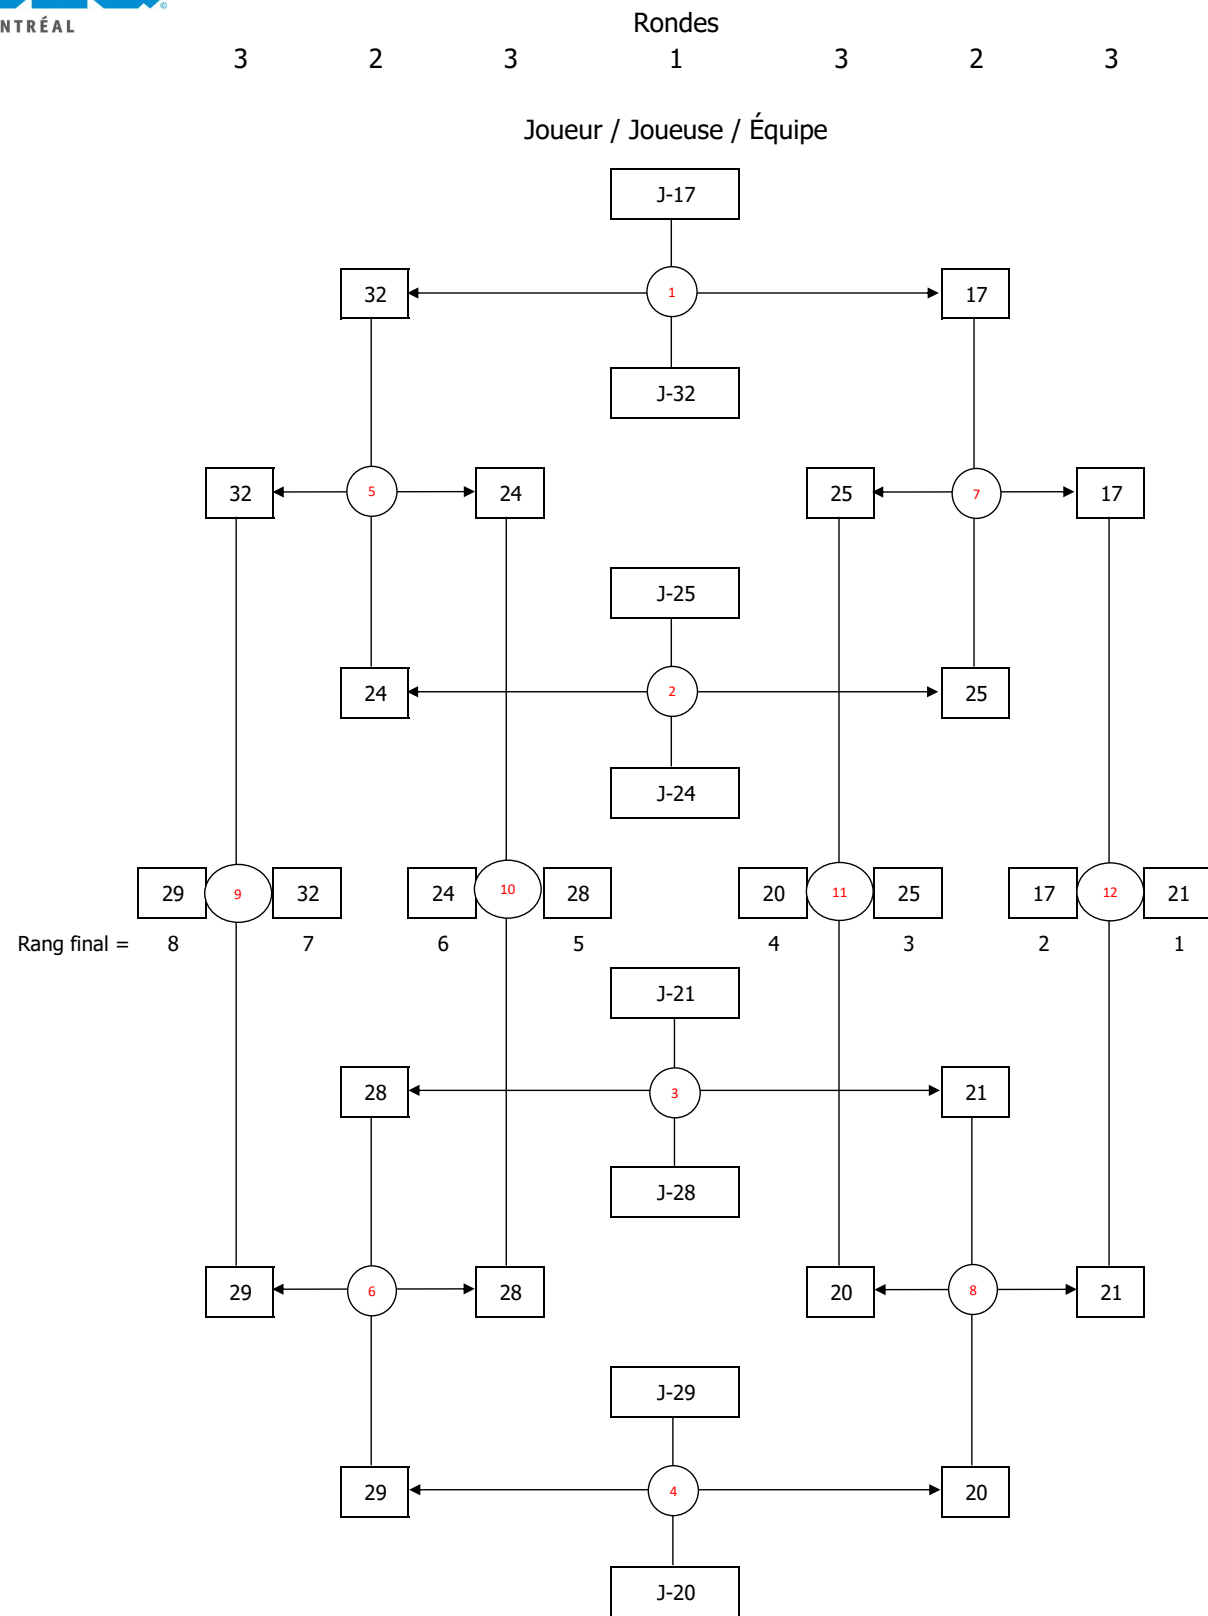 NTRÉAL
Rondes
3 2 3 1 3 2 3
Joueur / Joueuse / Équipe
J-17
32 1 17
J-32
32 5 24 25 7 17
J-25
24 2 25
J-24
29 9 32 24 10 28 20 11 25 17 12 21
Rang final = 8 7 6 5 4 3 2 1
J-21
28 3 21
J-28
29 6 28 20 8 21
J-29
29 4 20
J-20